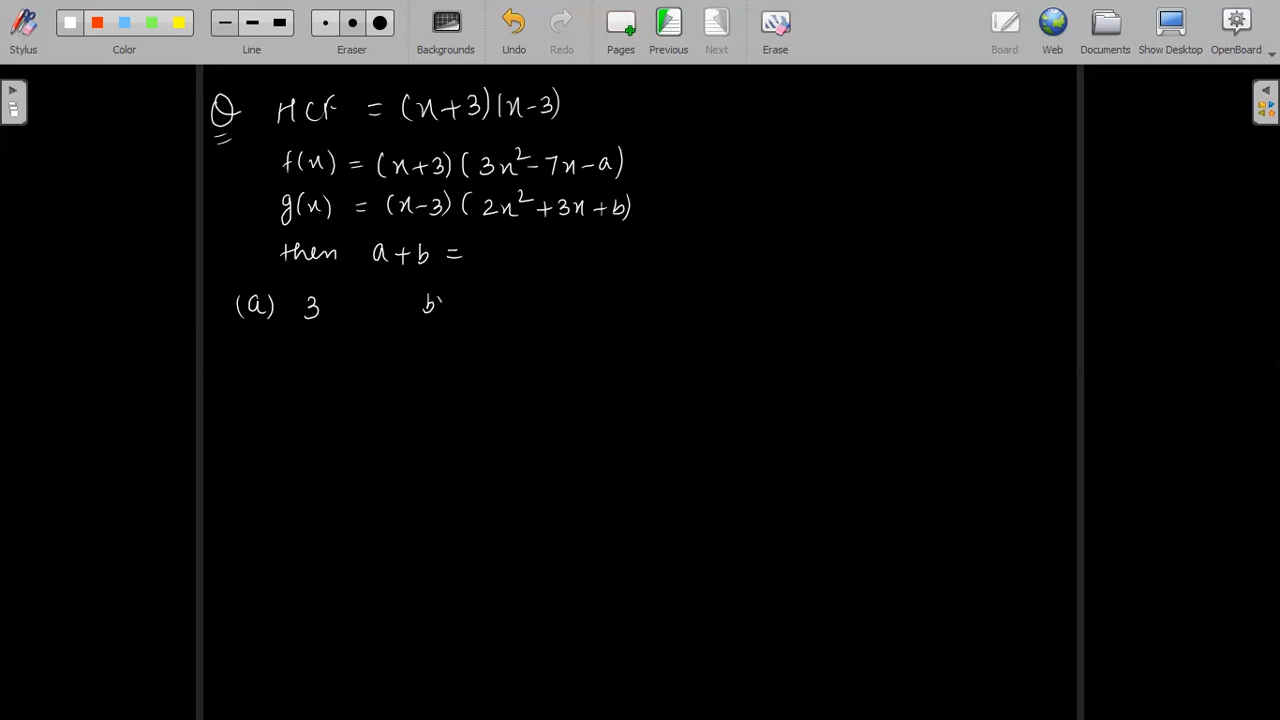 Stylus Color Line Eraser Backgrounds Undo Redo Pages Previous Next Erase Board Web Documents Show Desktop OpenBoard
Q HCF = (x+3)(x-3)
f(x) = (x+3)(3x²-7x-a)
g(x) = (x-3)(2x²+3x+b)
then a+b =
(a) 3 b